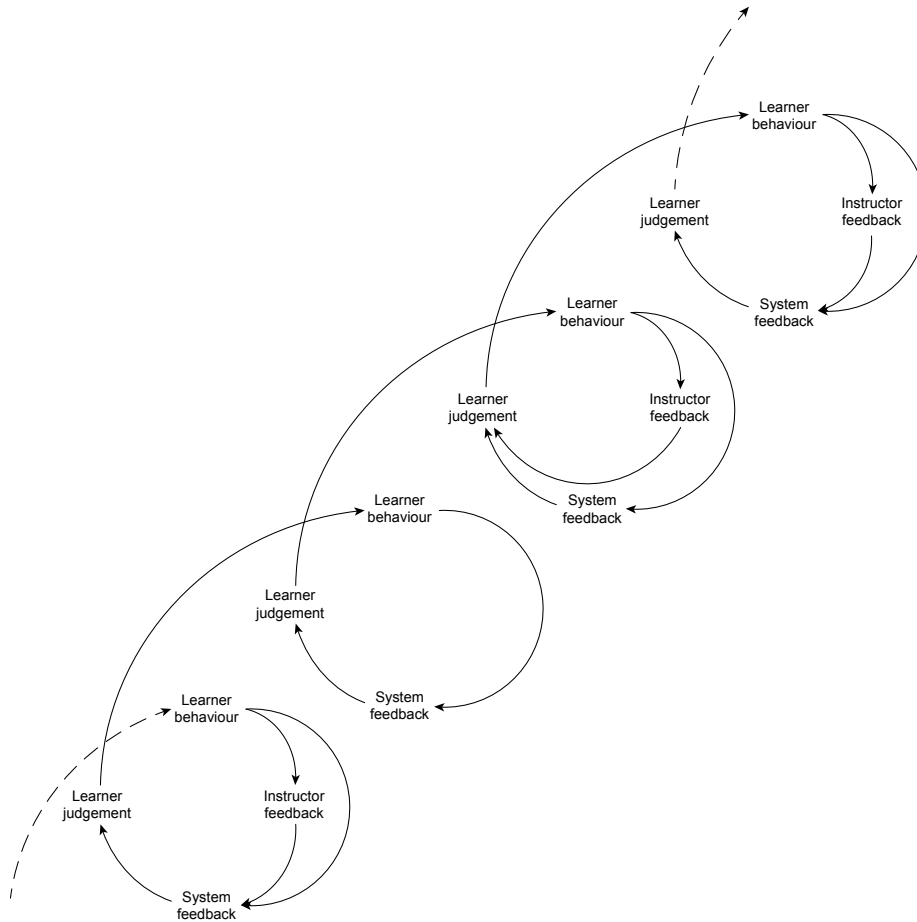 Learner
behaviour
Learner
judgement
Instructor
feedback
System
feedback
Learner
behaviour
Learner
judgement
Instructor
feedback
System
feedback
Learner
behaviour
Learner
judgement
System
feedback
Learner
behaviour
Learner
judgement
Instructor
feedback
System
feedback